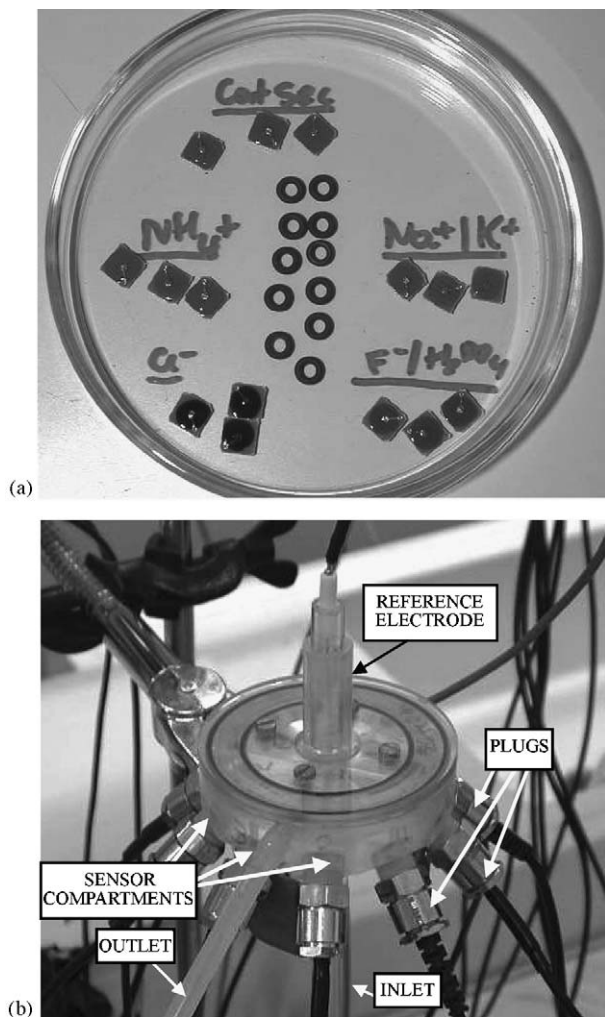 Cat Sec
NH4+
Na+/K+
Cl-
F-/H2PO4
(a)
REFERENCE
ELECTRODE
PLUGS
SENSOR
COMPARTMENTS
OUTLET
INLET
(b)